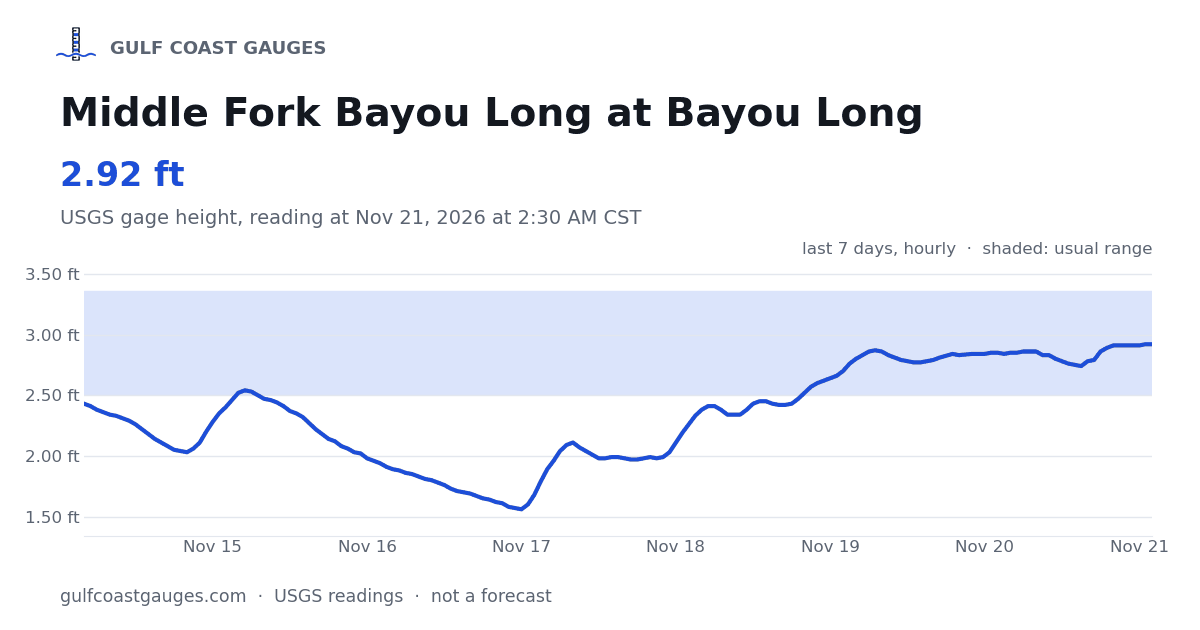 GULF COAST GAUGES
Middle Fork Bayou Long at Bayou Long
2.92 ft
USGS gage height, reading at Nov 21, 2026 at 2:30 AM CST
last 7 days, hourly · shaded: usual range
3.50 ft
3.00 ft
2.50 ft
2.00 ft
1.50 ft
Nov 15 Nov 16 Nov 17 Nov 18 Nov 19 Nov 20 Nov 21
gulfcoastgauges.com · USGS readings · not a forecast